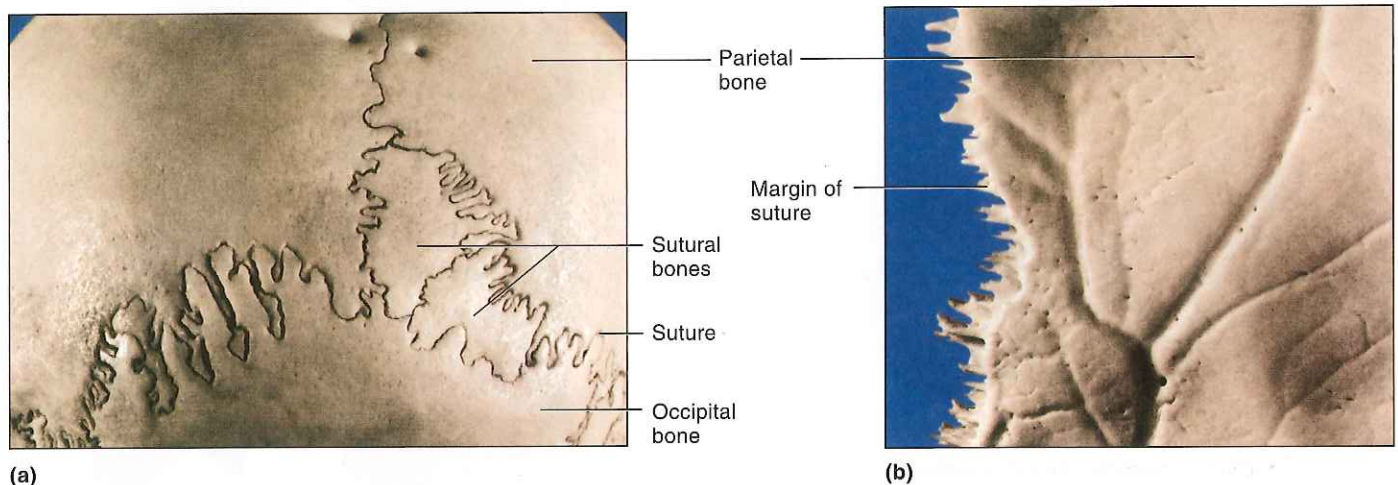 Parietal
bone
Margin of
suture
Sutural
bones
Suture
Occipital
bone
(a)
(b)